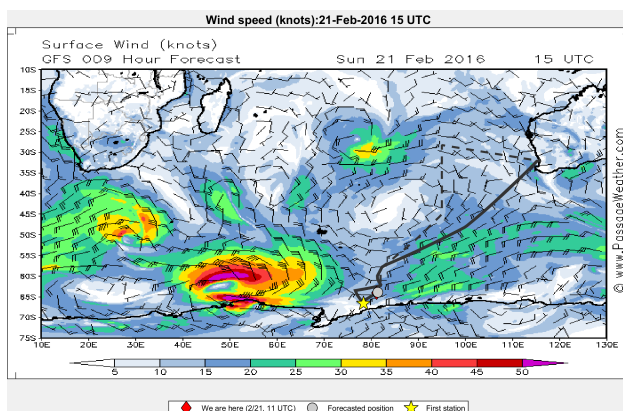 Wind speed (knots):21-Feb-2016 15 UTC
Surface Wind (knots)
GFS 009 Hour Forecast Sun 21 Feb 2016 15 UTC
10S
15S
20S
25S
30S
35S
40S
45S
50S
55S
60S
65S
70S
75S
10E 20E 30E 40E 50E 60E 70E 80E 90E 100E 110E 120E 130E
© www.PassageWeather.com
5 10 15 20 25 30 35 40 45 50
We are here (2/21, 11 UTC) Forecasted position First station